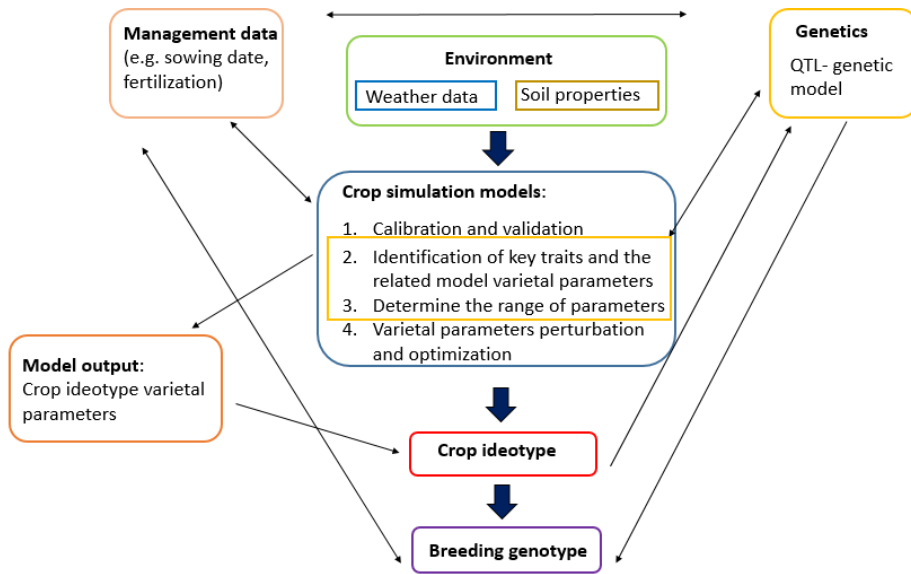 Management data
(e.g. sowing date,
fertilization)
Environment
Weather data
Soil properties
Genetics
QTL- genetic
model
Crop simulation models:
1. Calibration and validation
2. Identification of key traits and the
related model varietal parameters
3. Determine the range of parameters
4. Varietal parameters perturbation
and optimization
Model output:
Crop ideotype varietal
parameters
Crop ideotype
Breeding genotype